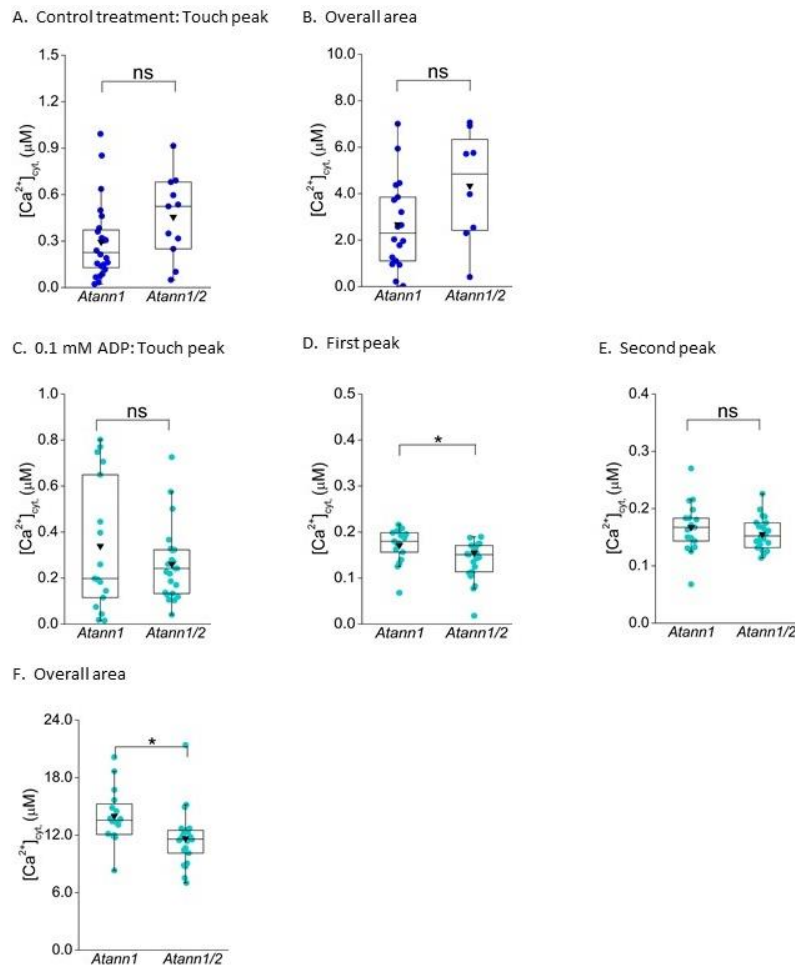 A. Control treatment: Touch peak
B. Overall area
1.5
1.2
0.9
0.6
0.3
0.0
[Ca²⁺]cyt. (μM)
ns
Atann1
Atann1/2
10.0
8.0
6.0
4.0
2.0
0.0
[Ca²⁺]cyt. (μM)
ns
Atann1
Atann1/2
C. 0.1 mM ADP: Touch peak
D. First peak
E. Second peak
1.0
0.8
0.6
0.4
0.2
0.0
[Ca²⁺]cyt. (μM)
ns
Atann1
Atann1/2
0.5
0.4
0.3
0.2
0.1
0.0
[Ca²⁺]cyt. (μM)
*
Atann1
Atann1/2
0.4
0.3
0.2
0.1
0.0
[Ca²⁺]cyt. (μM)
ns
Atann1
Atann1/2
F. Overall area
24.0
18.0
12.0
6.0
0.0
[Ca²⁺]cyt. (μM)
*
Atann1
Atann1/2